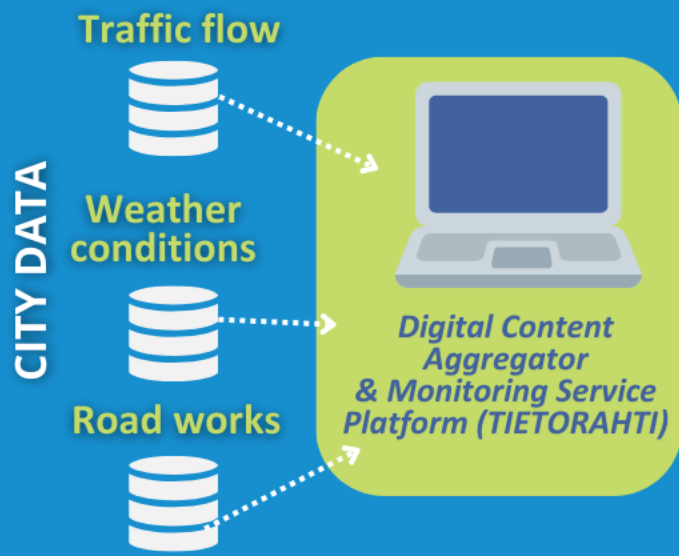 CITY DATA
Traffic flow
Weather
conditions
Road works
Digital Content
Aggregator
& Monitoring Service
Platform (TIETORAHTI)